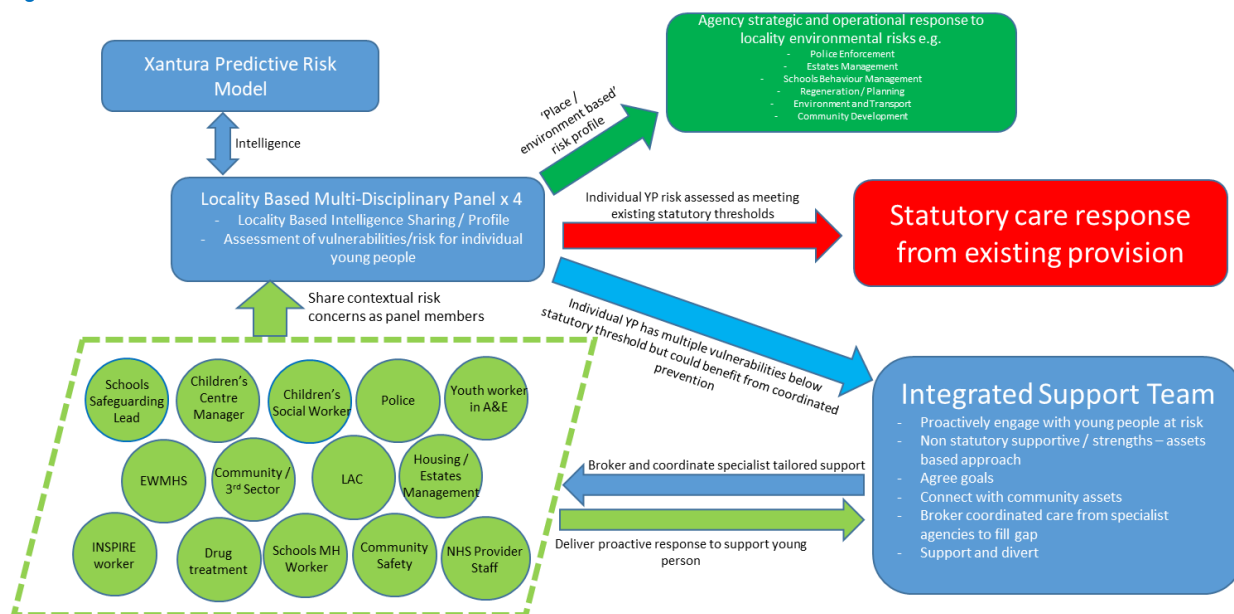 Agency strategic and operational response to
locality environmental risks e.g.
- Police Enforcement
- Estates Management
- Schools Behaviour Management
- Regeneration / Planning
- Environment and Transport
- Community Development
Xantura Predictive Risk
Model
Intelligence
'Place /
environment based'
risk profile
Locality Based Multi-Disciplinary Panel x 4
- Locality Based Intelligence Sharing / Profile
- Assessment of vulnerabilities/risk for individual
young people
Individual YP risk assessed as meeting
existing statutory thresholds
Statutory care response
from existing provision
Share contextual risk
concerns as panel members
Individual YP has multiple vulnerabilities below
statutory threshold but could benefit from coordinated
prevention
Schools
Safeguarding
Lead
Children's
Centre
Manager
Children's
Social Worker
Police
Youth worker
in A&E
EWMHS
Community /
3rd Sector
LAC
Housing /
Estates
Management
INSPIRE
worker
Drug
treatment
Schools MH
Worker
Community
Safety
NHS Provider
Staff
Broker and coordinate specialist tailored support
Deliver proactive response to support young
person
Integrated Support Team
- Proactively engage with young people at risk
- Non statutory supportive / strengths – assets
based approach
- Agree goals
- Connect with community assets
- Broker coordinated care from specialist
agencies to fill gap
- Support and divert